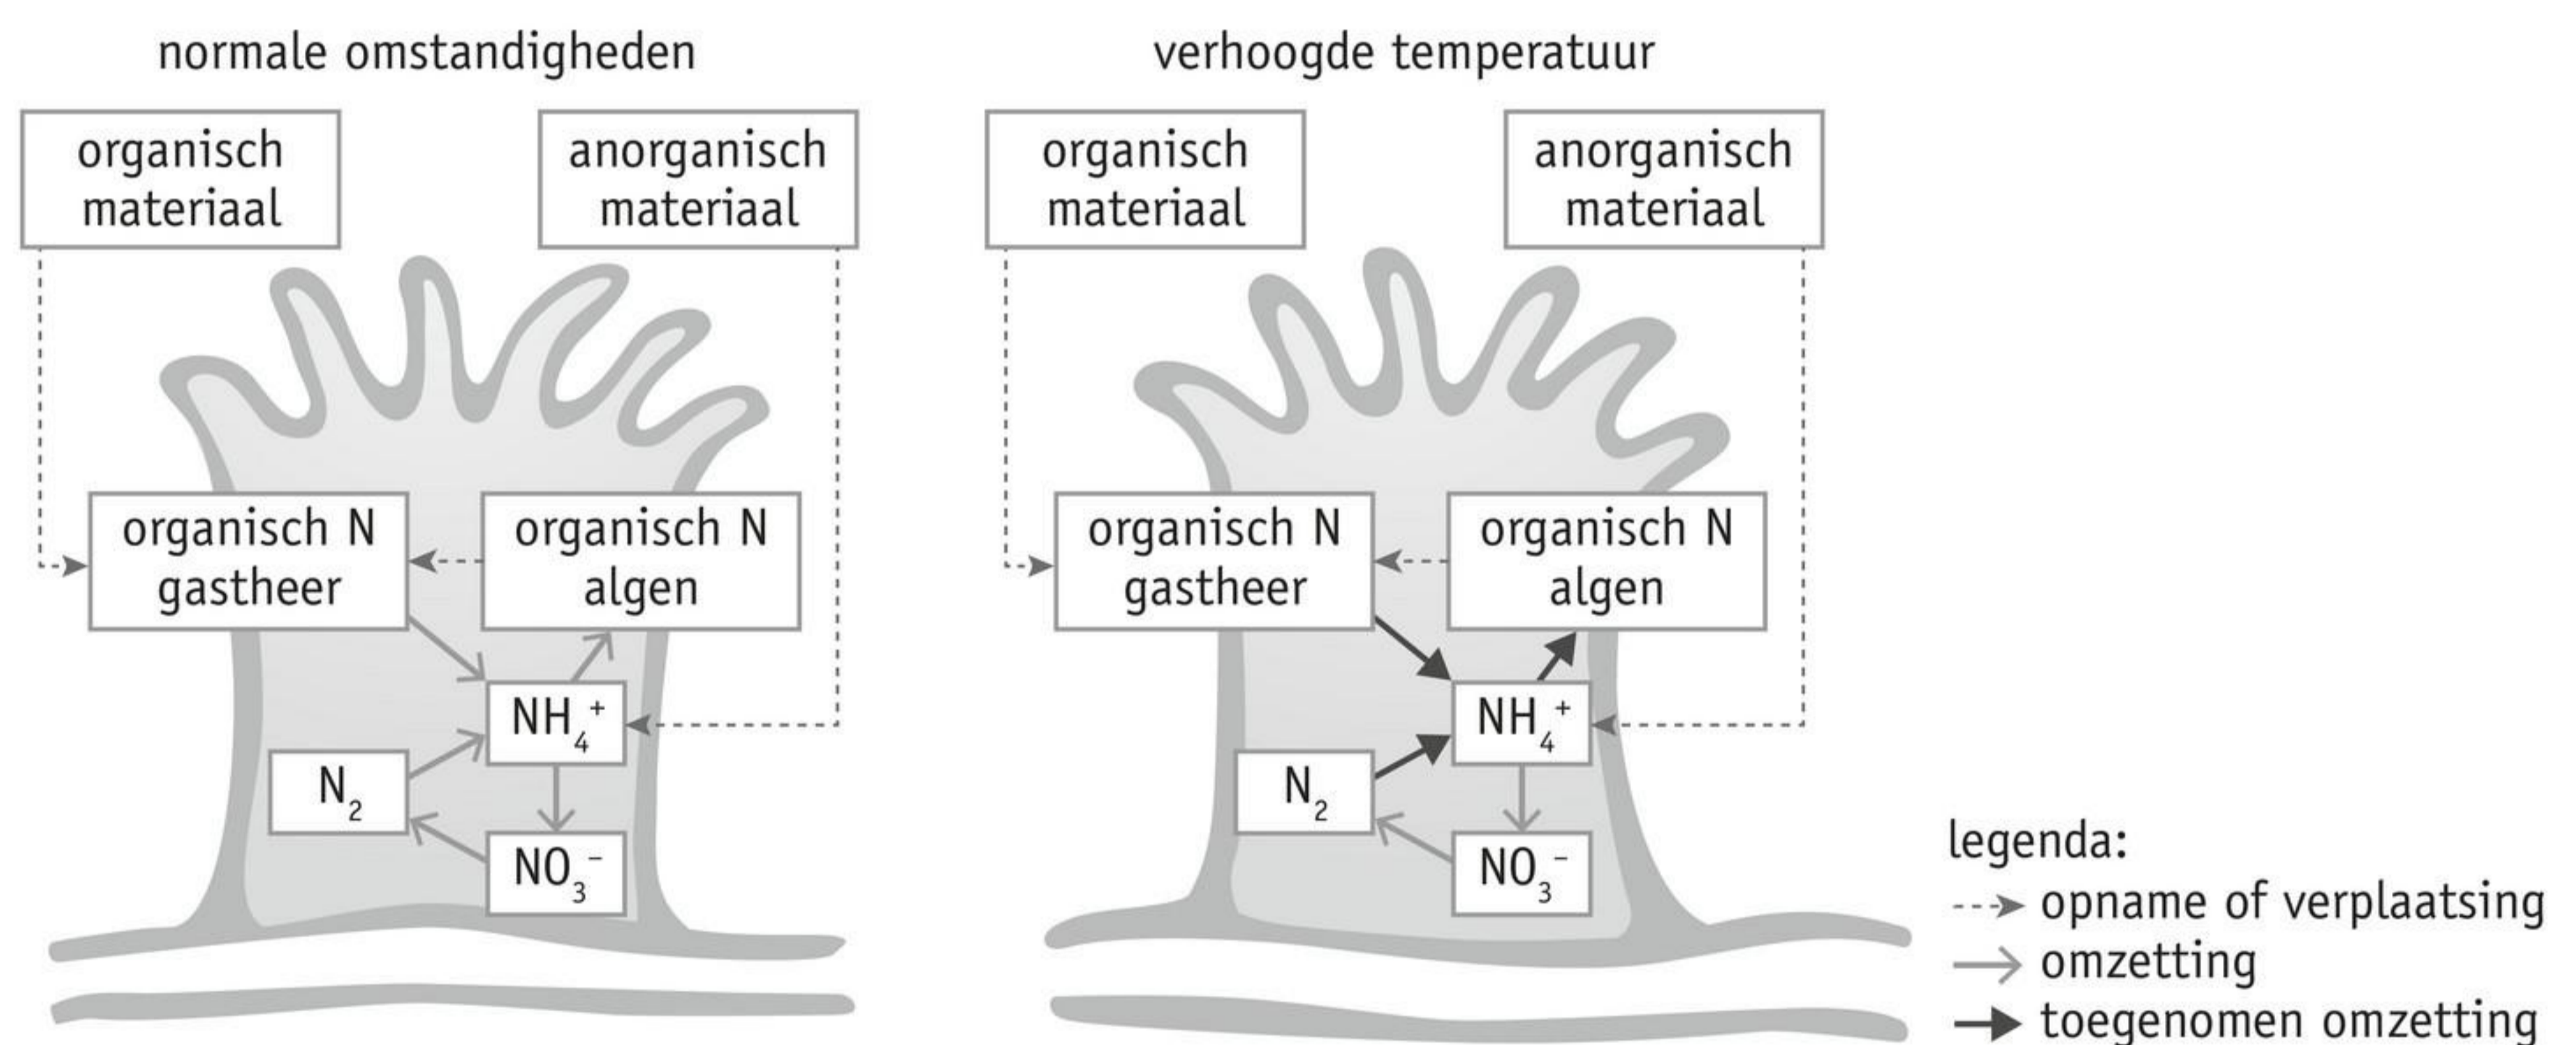 normale omstandigheden
organisch
materiaal
anorganisch
materiaal
organisch N
gastheer
organisch N
algen
NH₄⁺
N₂
NO₃⁻
verhoogde temperatuur
organisch
materiaal
anorganisch
materiaal
organisch N
gastheer
organisch N
algen
NH₄⁺
N₂
NO₃⁻
legenda:
opname of verplaatsing
omzetting
toegenomen omzetting